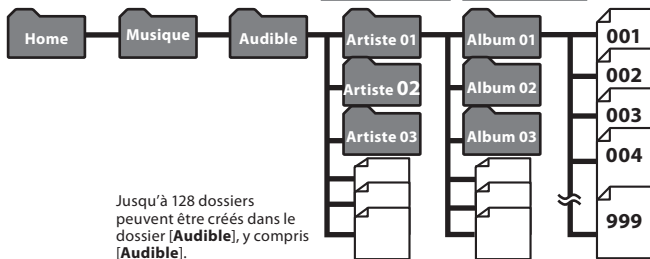 Home
Musique
Audible
Artiste 01
Album 01
001
002
Artiste 02
Album 02
003
Artiste 03
Album 03
004
999
Jusqu'à 128 dossiers
peuvent être créés dans le
dossier [Audible], y compris
[Audible].